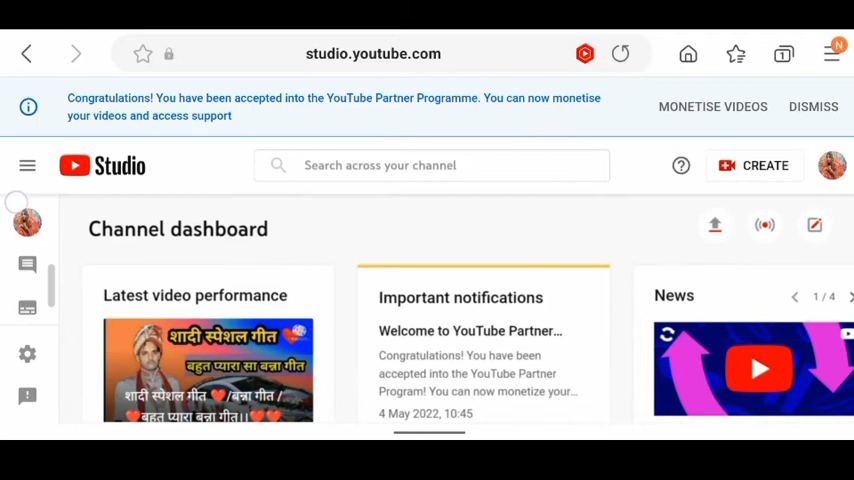 studio.youtube.com
1
N
Congratulations! You have been accepted into the YouTube Partner Programme. You can now monetise
your videos and access support
MONETISE VIDEOS
DISMISS
Studio
Search across your channel
CREATE
Channel dashboard
Latest video performance
शादी स्पेशल गीत
बहुत प्यारा सा बन्ना गीत
शादी स्पेशल गीत ❤️/बन्ना गीत /
❤️बहुत प्यारा बन्ना गीत।।❤️❤️
Important notifications
Welcome to YouTube Partner...
Congratulations! You have been
accepted into the YouTube Partner
Program! You can now monetize your...
4 May 2022, 10:45
News
1 / 4